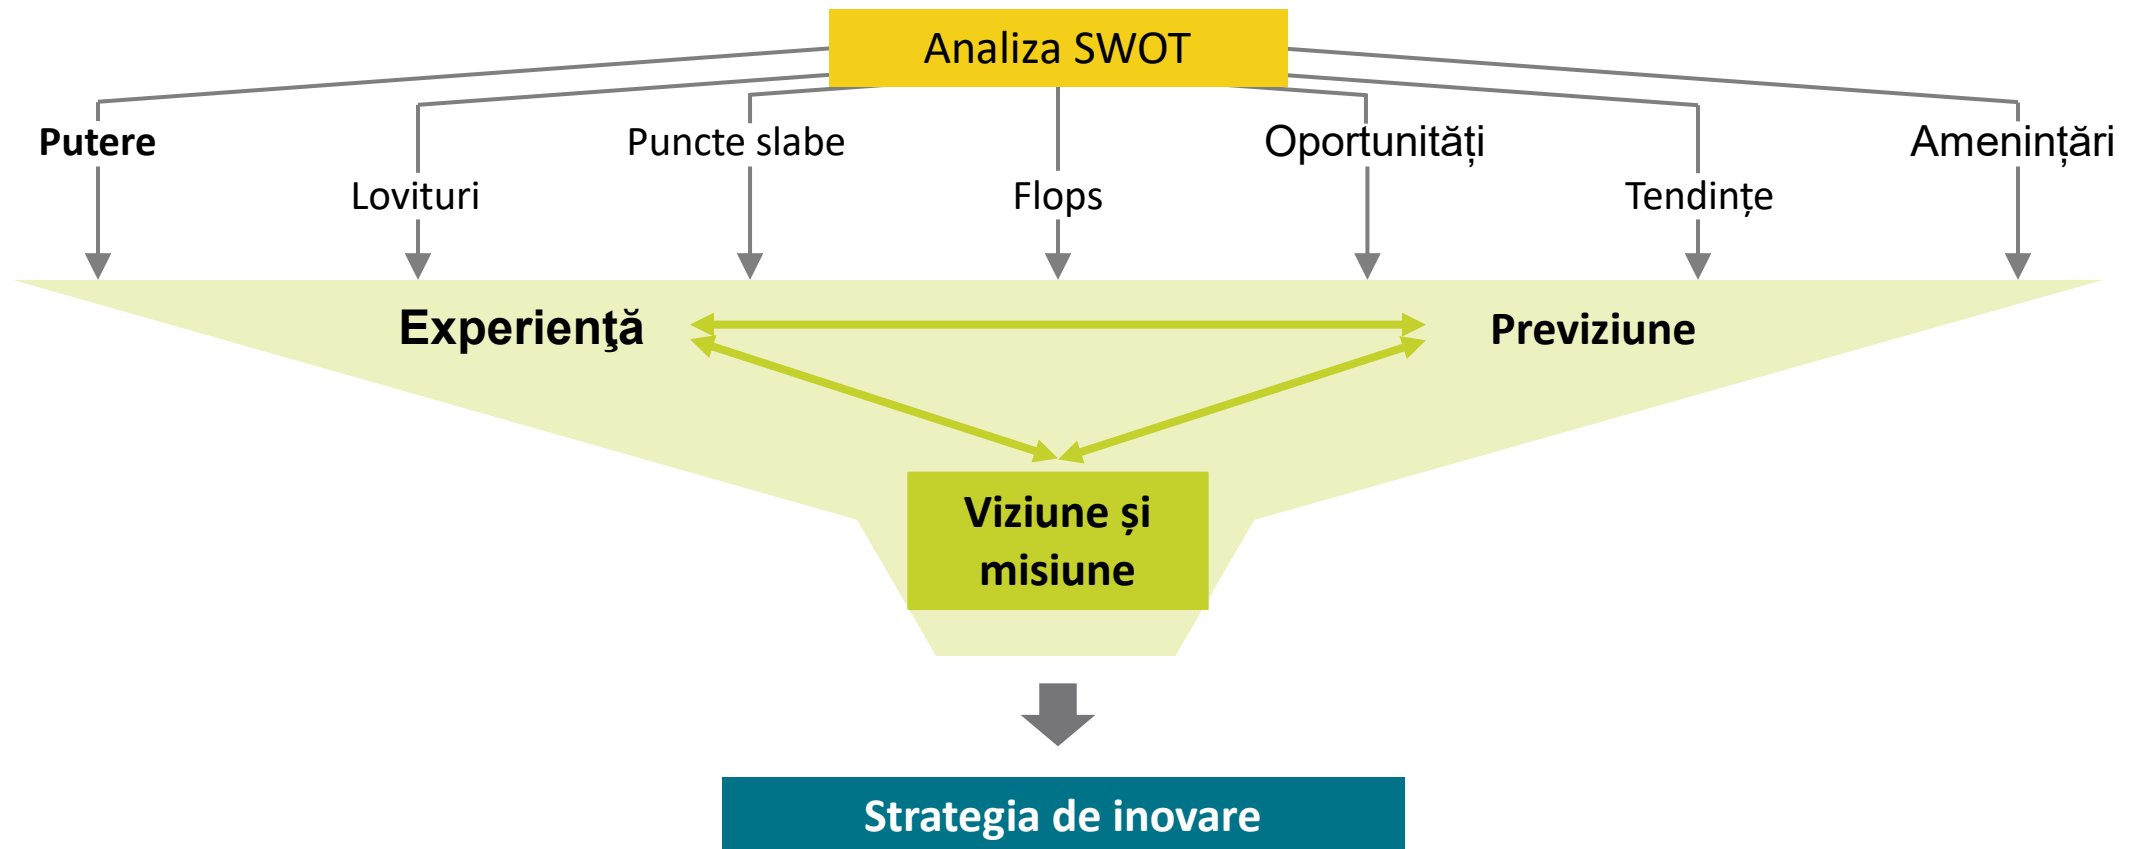 Analiza SWOT
Putere
Puncte slabe
Oportunități
Amenințări
Lovituri
Flops
Tendințe
Experienţă
Previziune
Viziune și
misiune
Strategia de inovare